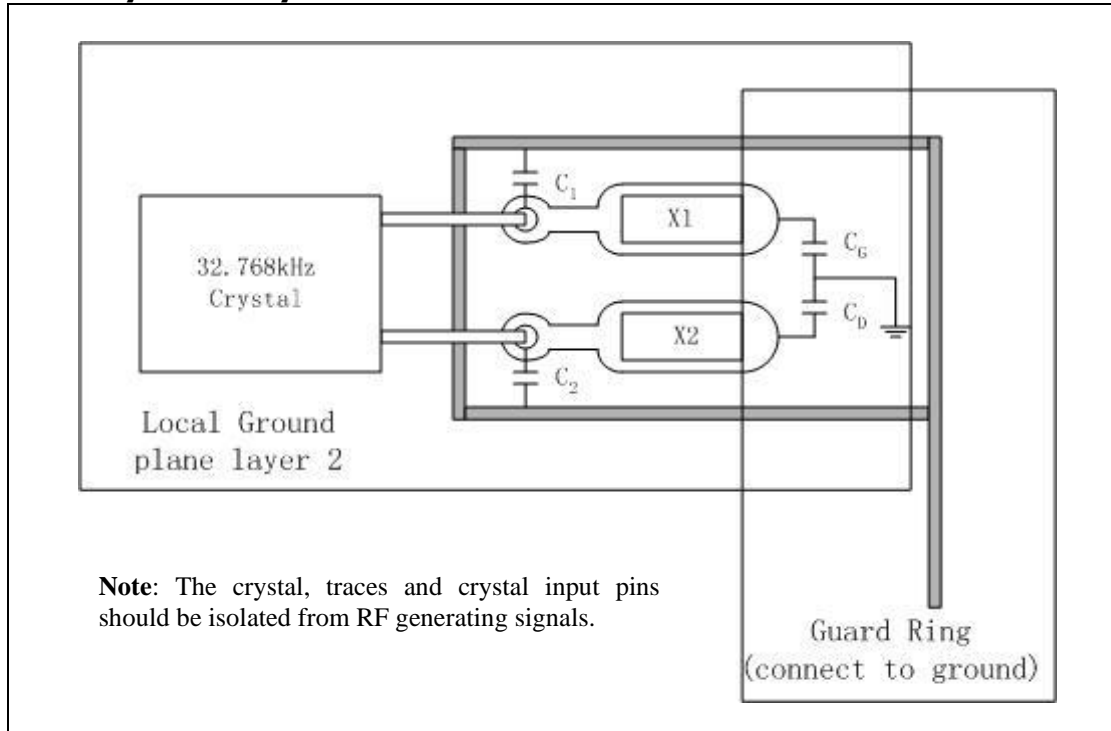 C1
X1
CG
32.768kHz
Crystal
CD
X2
C2
Local Ground
plane layer 2
Note: The crystal, traces and crystal input pins
should be isolated from RF generating signals.
Guard Ring
(connect to ground)